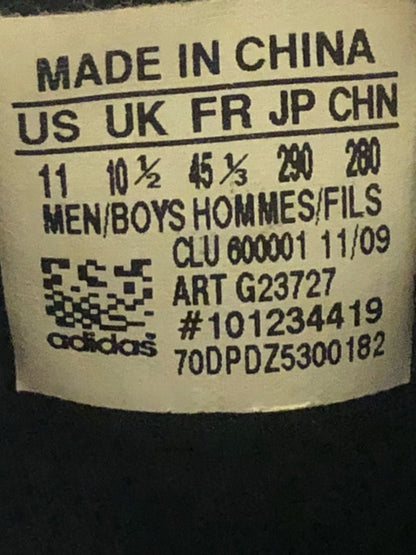 MADE IN CHINA
US UK FR JP CHN
11 10 ½ 45 ⅓ 290 280
MEN/BOYS HOMMES/FILS
CLU 600001 11/09
ART G23727
#101234419
adidas
70DPDZ5300182